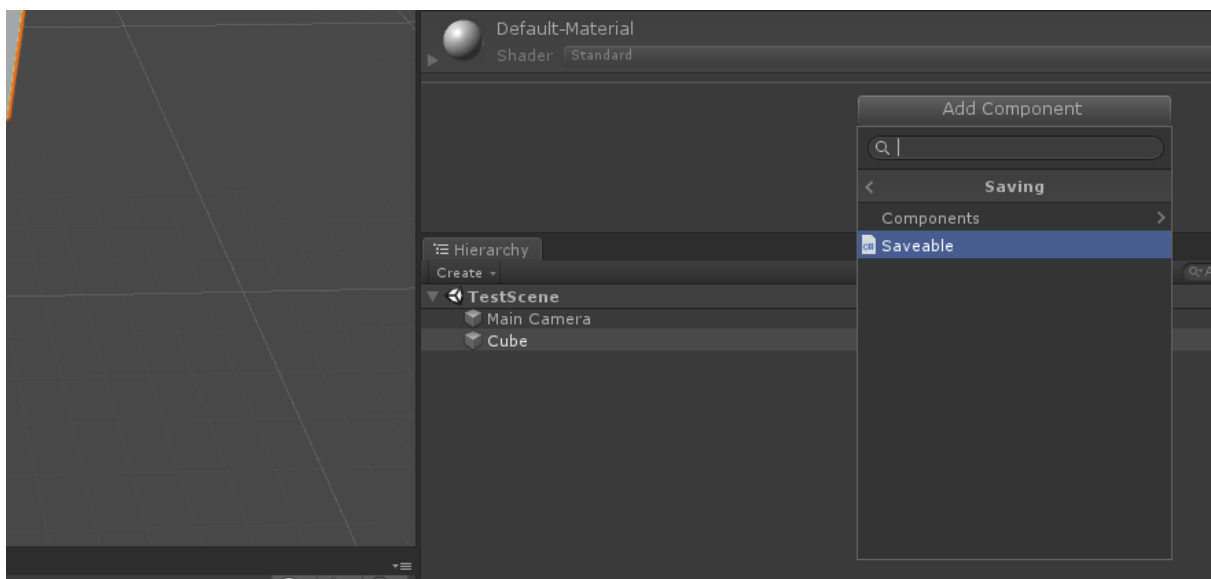 Default-Material
Shader Standard
Add Component
Saving
Components
Saveable
Hierarchy
Create
TestScene
Main Camera
Cube